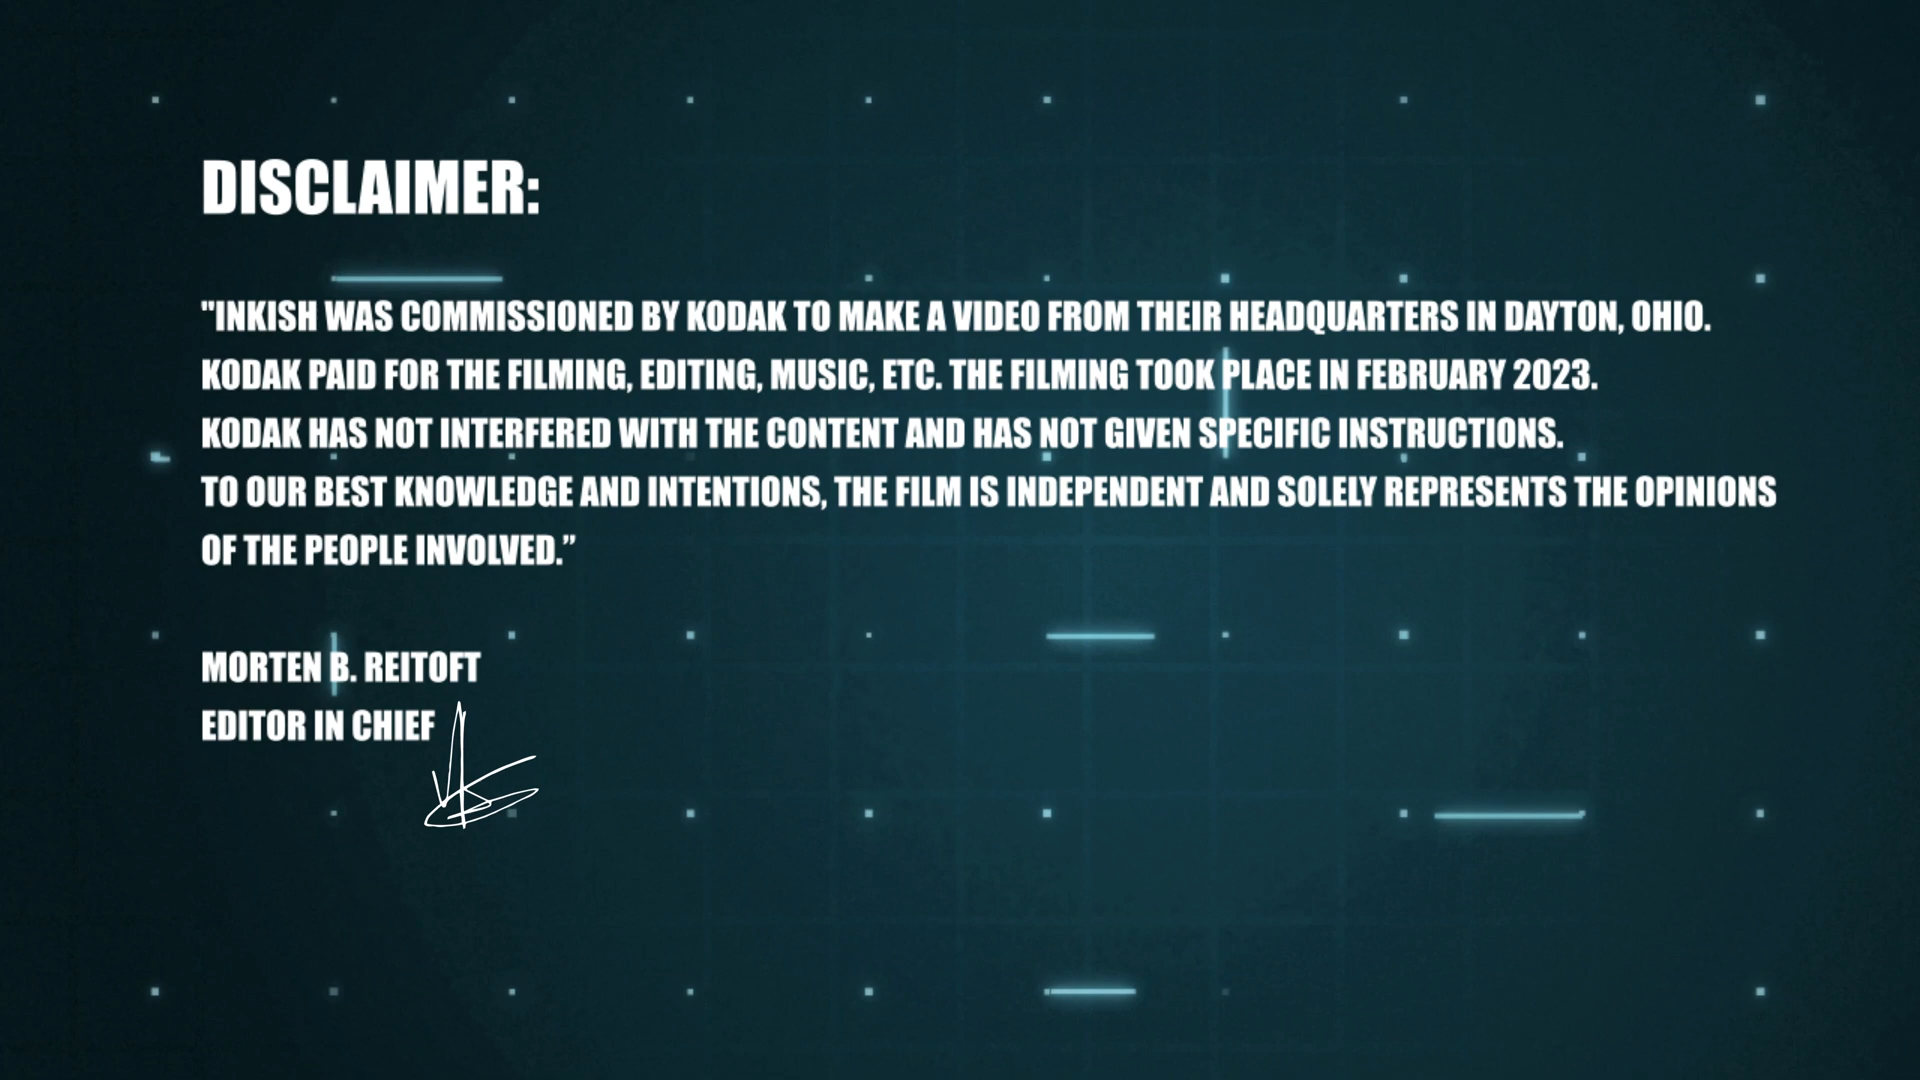 DISCLAIMER:
"INKISH WAS COMMISSIONED BY KODAK TO MAKE A VIDEO FROM THEIR HEADQUARTERS IN DAYTON, OHIO.
KODAK PAID FOR THE FILMING, EDITING, MUSIC, ETC. THE FILMING TOOK PLACE IN FEBRUARY 2023.
KODAK HAS NOT INTERFERED WITH THE CONTENT AND HAS NOT GIVEN SPECIFIC INSTRUCTIONS.
TO OUR BEST KNOWLEDGE AND INTENTIONS, THE FILM IS INDEPENDENT AND SOLELY REPRESENTS THE OPINIONS
OF THE PEOPLE INVOLVED.”
MORTEN B. REITOFT
EDITOR IN CHIEF